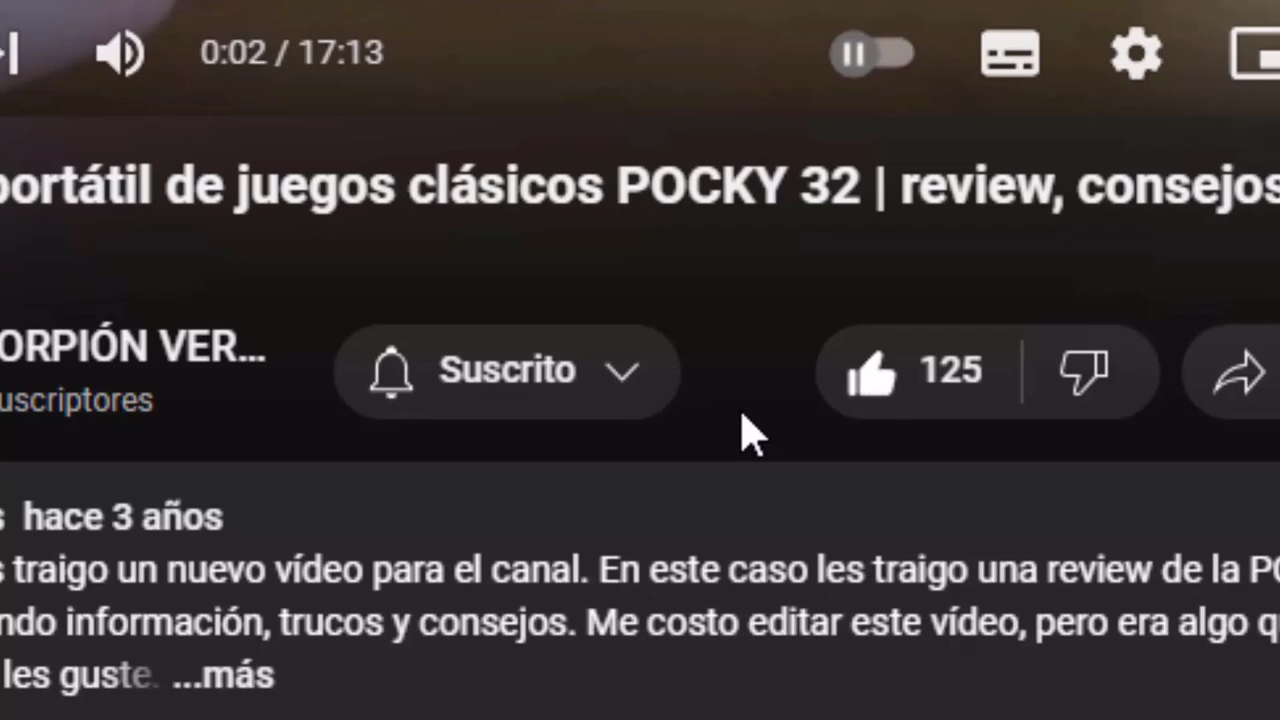 0:02 / 17:13
portátil de juegos clásicos POCKY 32 | review, consejos
ORPIÓN VER...
Suscrito
125
uscriptores
s hace 3 años
s traigo un nuevo vídeo para el canal. En este caso les traigo una review de la PO
ndo información, trucos y consejos. Me costo editar este vídeo, pero era algo q
les guste. ...más